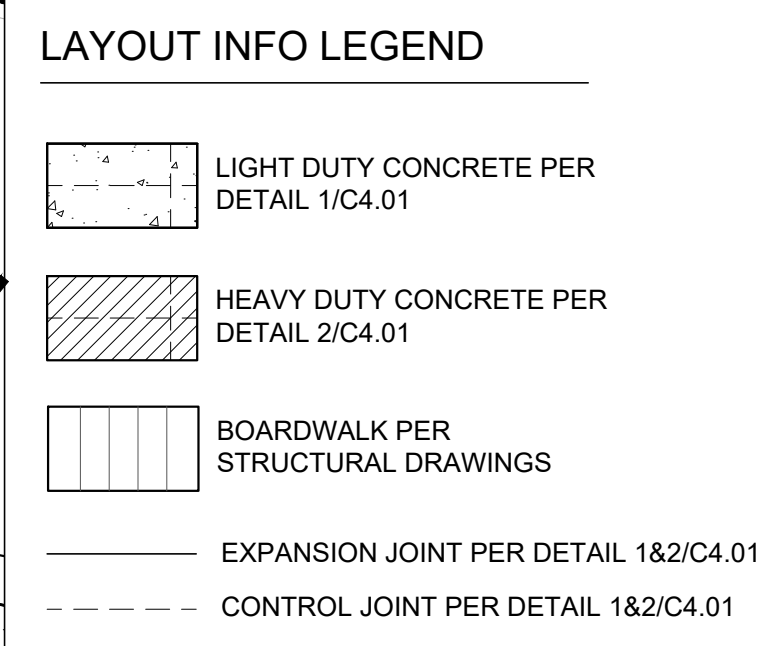 LAYOUT INFO LEGEND
LIGHT DUTY CONCRETE PER
DETAIL 1/C4.01
HEAVY DUTY CONCRETE PER
DETAIL 2/C4.01
BOARDWALK PER
STRUCTURAL DRAWINGS
EXPANSION JOINT PER DETAIL 1&2/C4.01
CONTROL JOINT PER DETAIL 1&2/C4.01